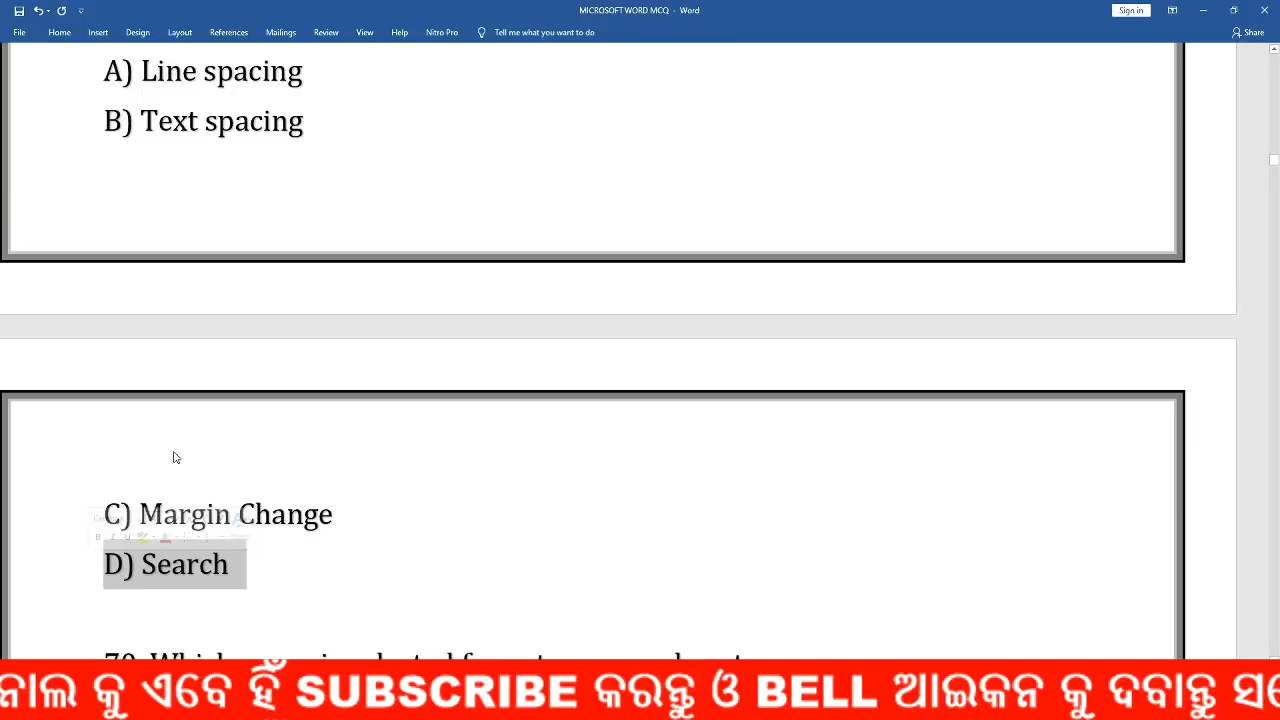 MICROSOFT WORD MCQ - Word
Sign in
File Home Insert Design Layout References Mailings Review View Help Nitro Pro Tell me what you want to do Share
A) Line spacing
B) Text spacing
C) Margin Change
D) Search
ନାଲ କୁ ଏବେ ହିଁ SUBSCRIBE କରନ୍ତୁ ଓ BELL ଆଇକନ କୁ ଦବାନ୍ତୁ